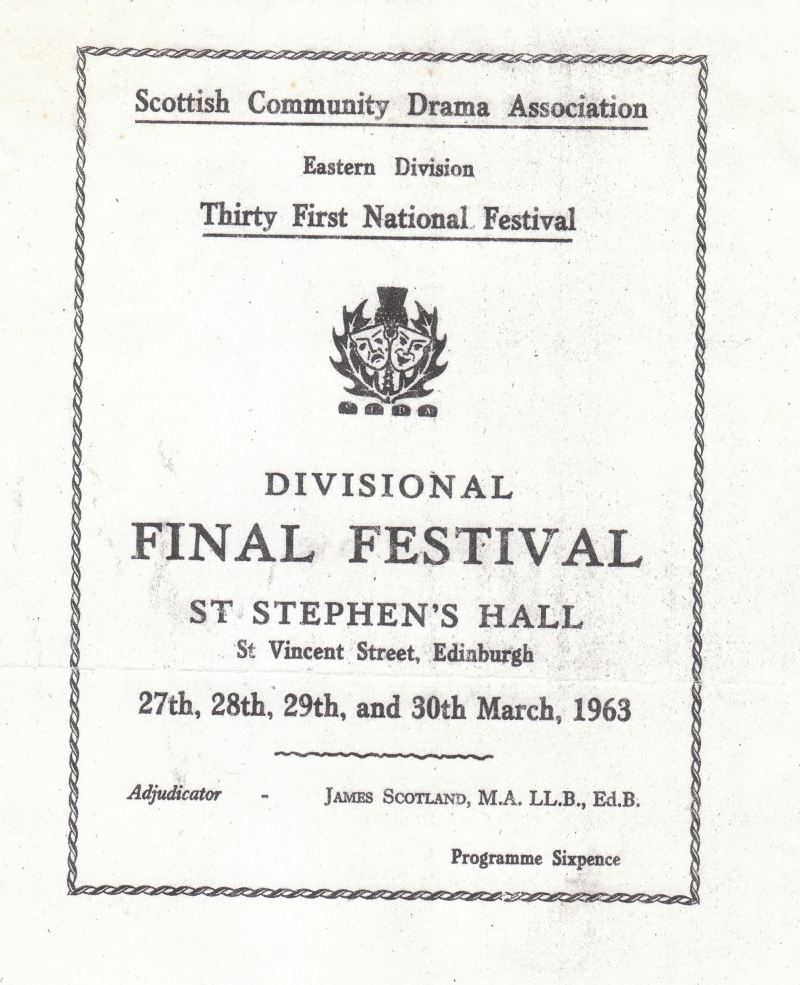 Scottish Community Drama Association
Eastern Division
Thirty First National Festival
DIVISIONAL
FINAL FESTIVAL
ST STEPHEN'S HALL
St Vincent Street, Edinburgh
27th, 28th, 29th, and 30th March, 1963
Adjudicator - JAMES SCOTLAND, M.A. LL.B., Ed.B.
Programme Sixpence